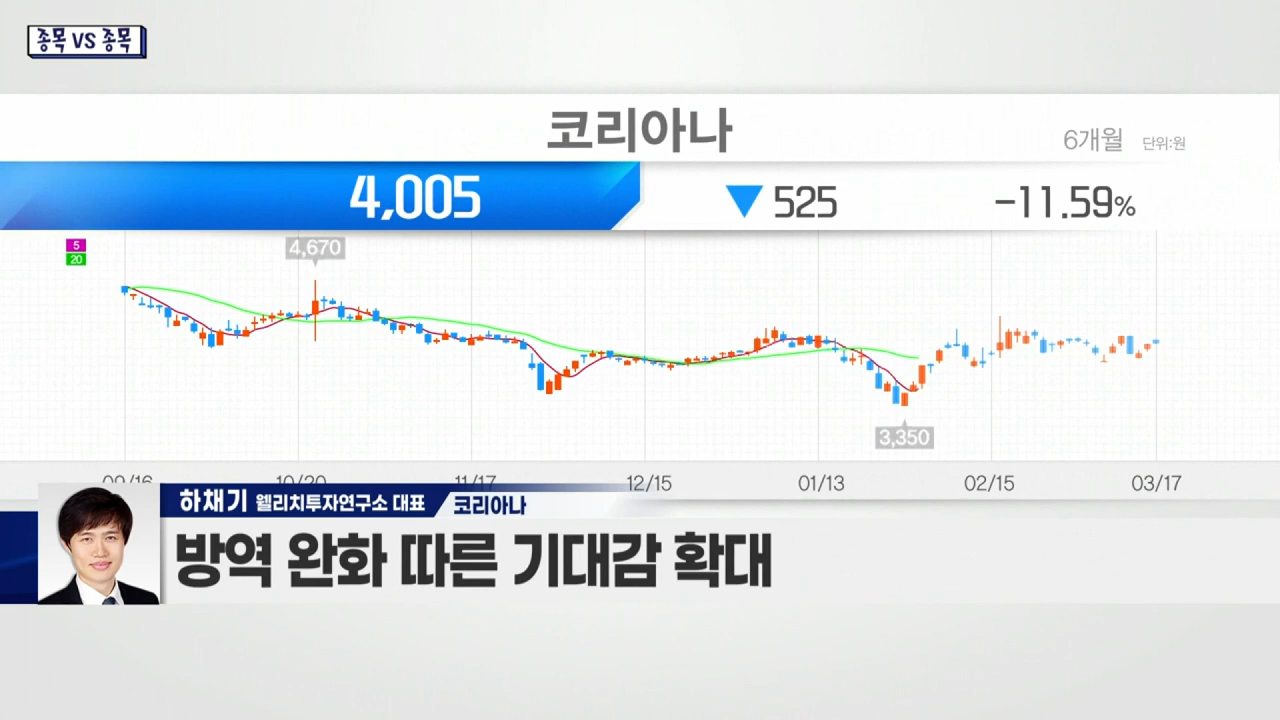 종목 VS 종목
코리아나
6개월 단위:원
4,005 ▼ 525 -11.59%
5
20
4,670
3,350
09/16 10/20 11/17 12/15 01/13 02/15 03/17
하채기 웰리치투자연구소 대표 코리아나
방역 완화 따른 기대감 확대